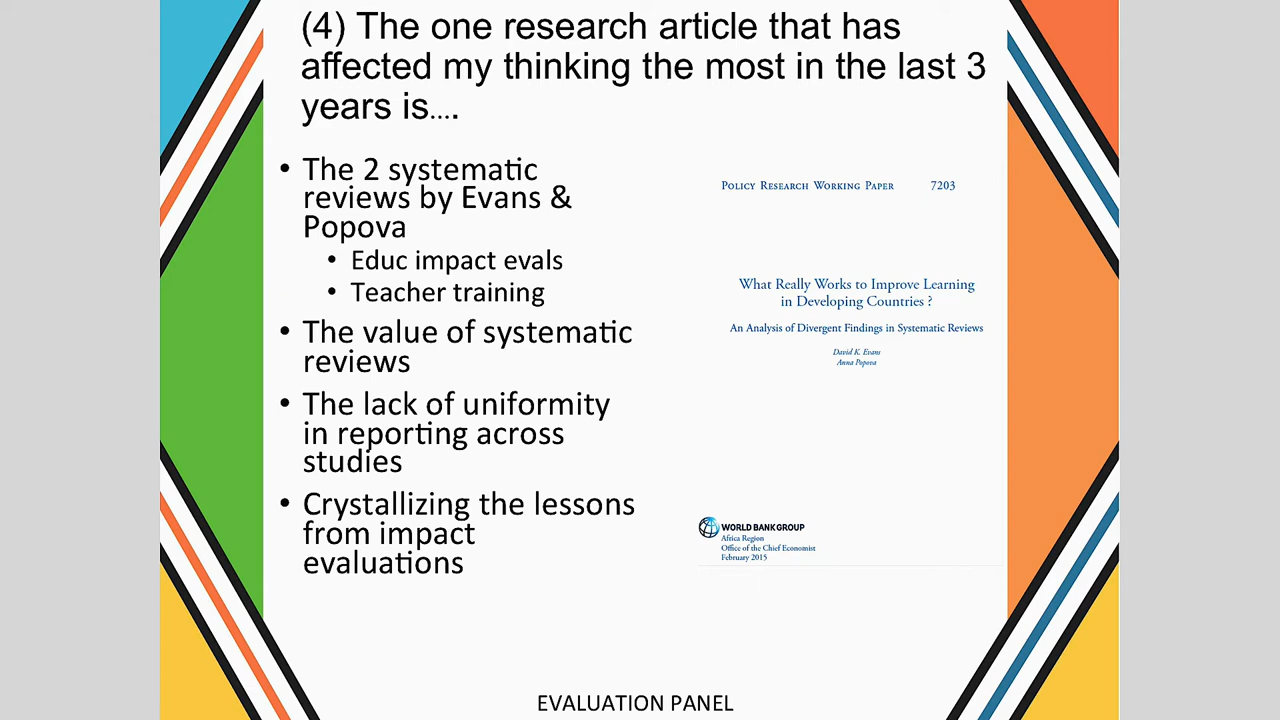 (4) The one research article that has
affected my thinking the most in the last 3
years is….
• The 2 systematic
reviews by Evans &
Popova
• Educ impact evals
• Teacher training
• The value of systematic
reviews
• The lack of uniformity
in reporting across
studies
• Crystallizing the lessons
from impact
evaluations
Policy Research Working Paper 7203
What Really Works to Improve Learning
in Developing Countries ?
An Analysis of Divergent Findings in Systematic Reviews
David K. Evans
Anna Popova
WORLD BANK GROUP
Africa Region
Office of the Chief Economist
February 2015
EVALUATION PANEL